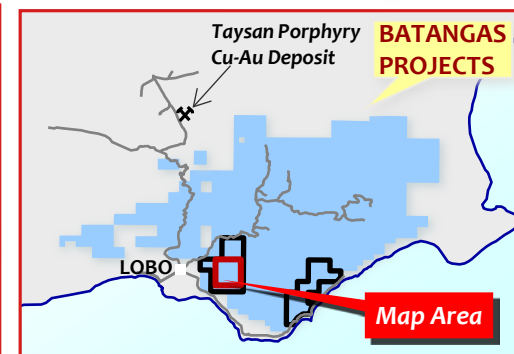 Taysan Porphyry
Cu-Au Deposit
BATANGAS
PROJECTS
LOBO
Map Area